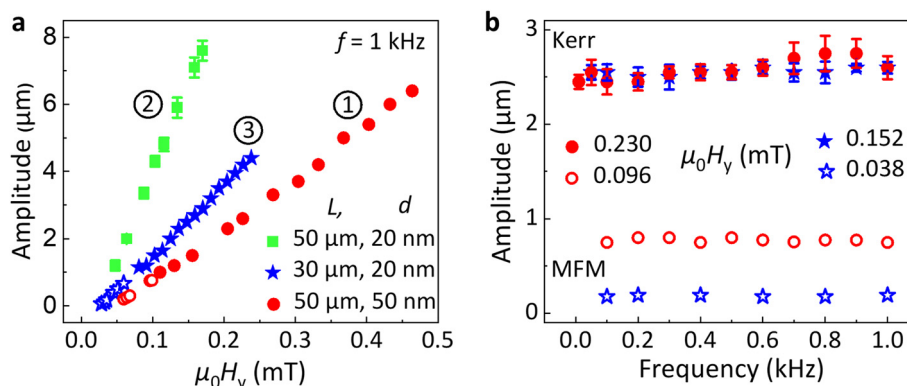 a
f = 1 kHz
Amplitude (μm)
8
6
4
2
0
②
①
③
L, d
50 μm, 20 nm
30 μm, 20 nm
50 μm, 50 nm
0.0 0.1 0.2 0.3 0.4 0.5
μ₀Hy (mT)
b
Kerr
Amplitude (μm)
3
2
1
0
μ₀Hy (mT)
0.230 0.152
0.096 0.038
MFM
0.0 0.2 0.4 0.6 0.8 1.0
Frequency (kHz)